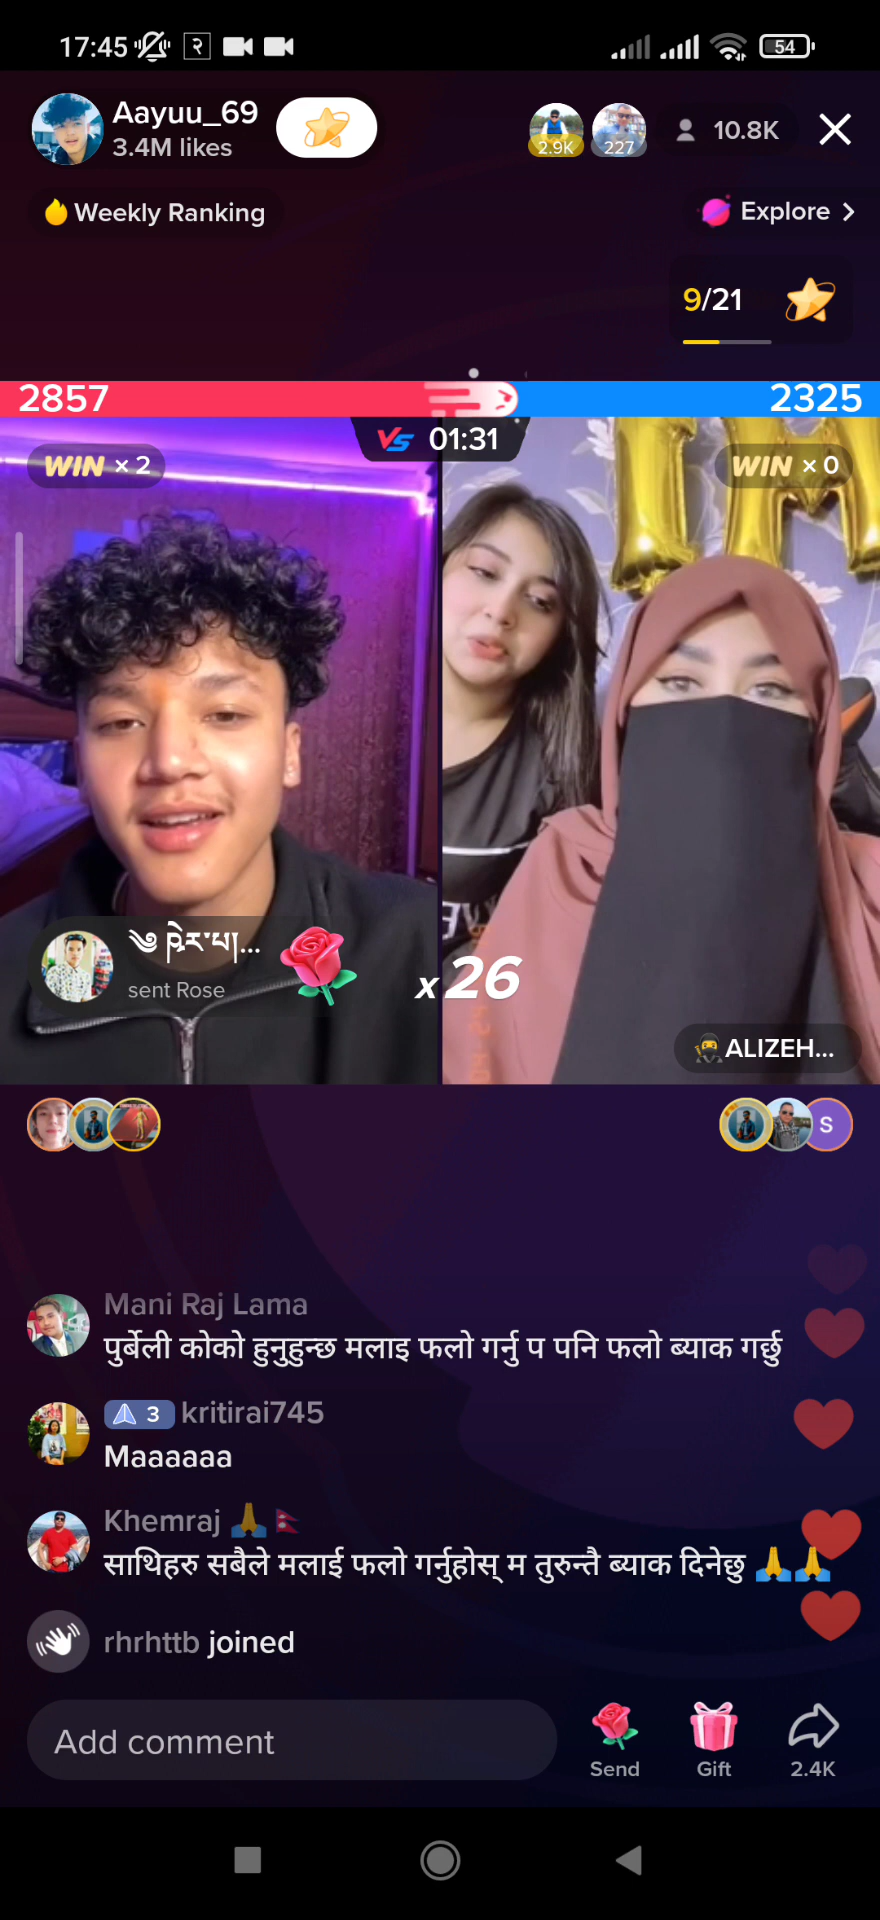 17:45
२
54
Aayuu_69
3.4M likes
2.9K
227
10.8K
Weekly Ranking
Explore >
9/21
2857
2325
VS 01:31
WIN × 2
WIN × 0
sent Rose
x 26
ALIZEH...
S
Mani Raj Lama
पुर्बेली कोको हुनुहुन्छ मलाइ फलो गर्नु प पनि फलो ब्याक गर्छु
3 kritirai745
Maaaaaa
Khemraj 🙏🇳🇵
साथिहरु सबैले मलाई फलो गर्नुहोस् म तुरुन्तै ब्याक दिनेछु 🙏🙏
rhrhttb joined
Add comment
Send
Gift
2.4K